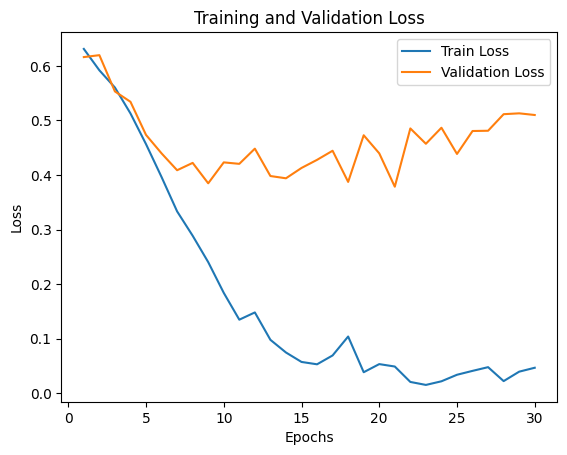 Training and Validation Loss
Train Loss
Validation Loss
0.6
0.5
0.4
0.3
0.2
0.1
0.0
Loss
0 5 10 15 20 25 30
Epochs